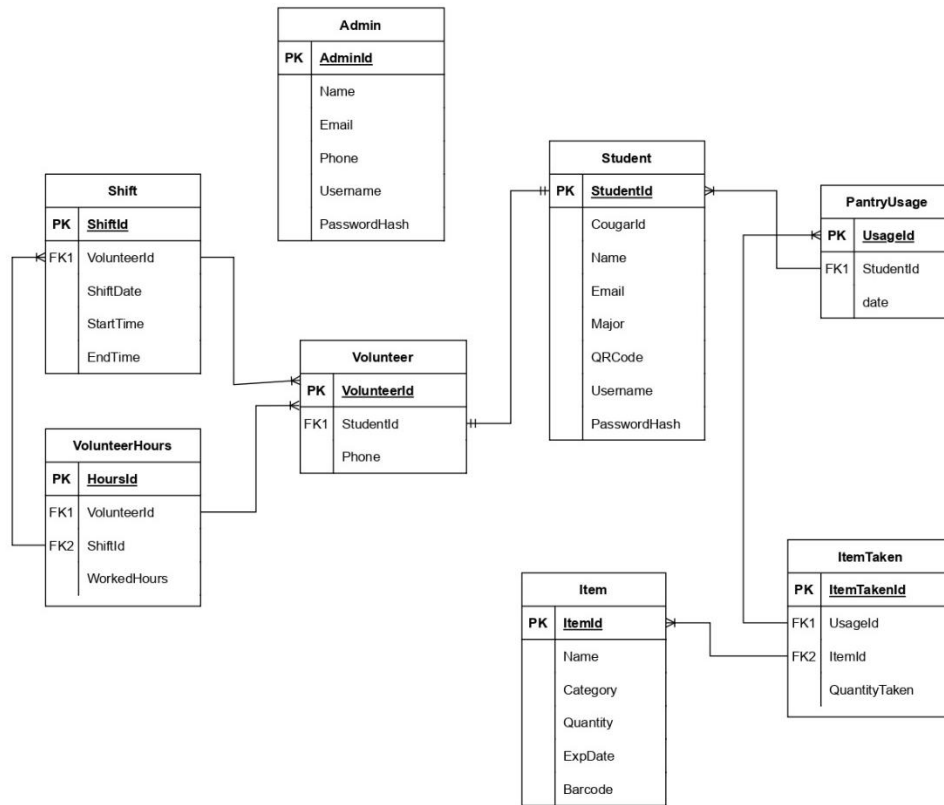 Admin
PK AdminId
Name
Email
Phone
Username
PasswordHash
Shift
PK ShiftId
FK1 VolunteerId
ShiftDate
StartTime
EndTime
VolunteerHours
PK HoursId
FK1 VolunteerId
FK2 ShiftId
WorkedHours
Volunteer
PK VolunteerId
FK1 StudentId
Phone
Student
PK StudentId
CougarId
Name
Email
Major
QRCode
Username
PasswordHash
PantryUsage
PK UsageId
FK1 StudentId
date
Item
PK ItemId
Name
Category
Quantity
ExpDate
Barcode
ItemTaken
PK ItemTakenId
FK1 UsageId
FK2 ItemId
QuantityTaken